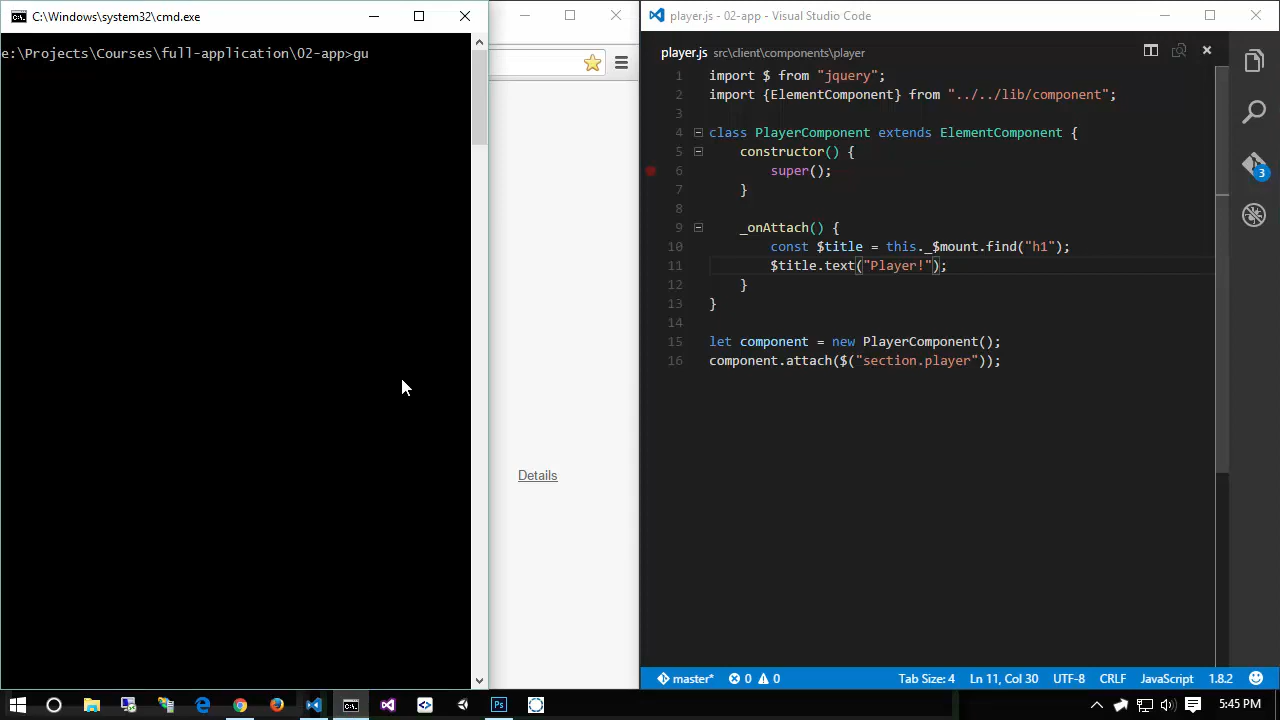 C:\Windows\system32\cmd.exe
e:\Projects\Courses\full-application\02-app>gu
Details
player.js - 02-app - Visual Studio Code
player.js src\client\components\player
1 import $ from "jquery";
2 import {ElementComponent} from "../../lib/component";
3
4 class PlayerComponent extends ElementComponent {
5 constructor() {
6 super();
7 }
8
9 _onAttach() {
10 const $title = this._$mount.find("h1");
11 $title.text("Player!");
12 }
13 }
14
15 let component = new PlayerComponent();
16 component.attach($("section.player"));
3
master* 0 0 Tab Size: 4 Ln 11, Col 30 UTF-8 CRLF JavaScript 1.8.2
Ps
5:45 PM